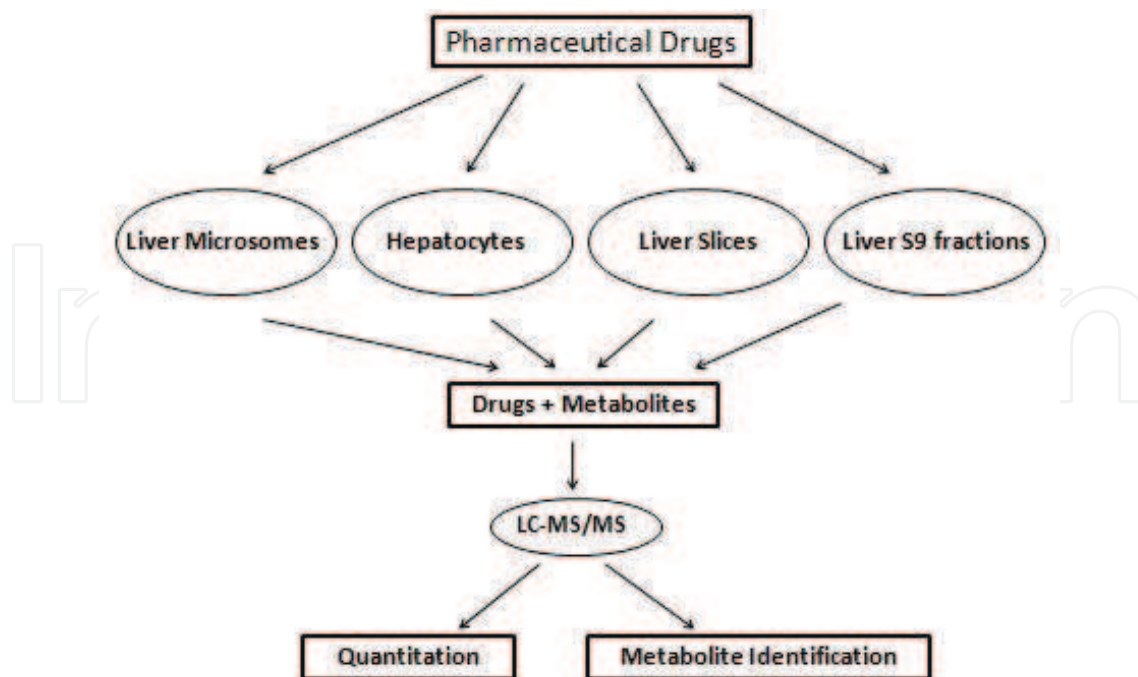 Pharmaceutical Drugs
Liver Microsomes
Hepatocytes
Liver Slices
Liver S9 fractions
Drugs + Metabolites
LC-MS/MS
Quantitation
Metabolite Identification